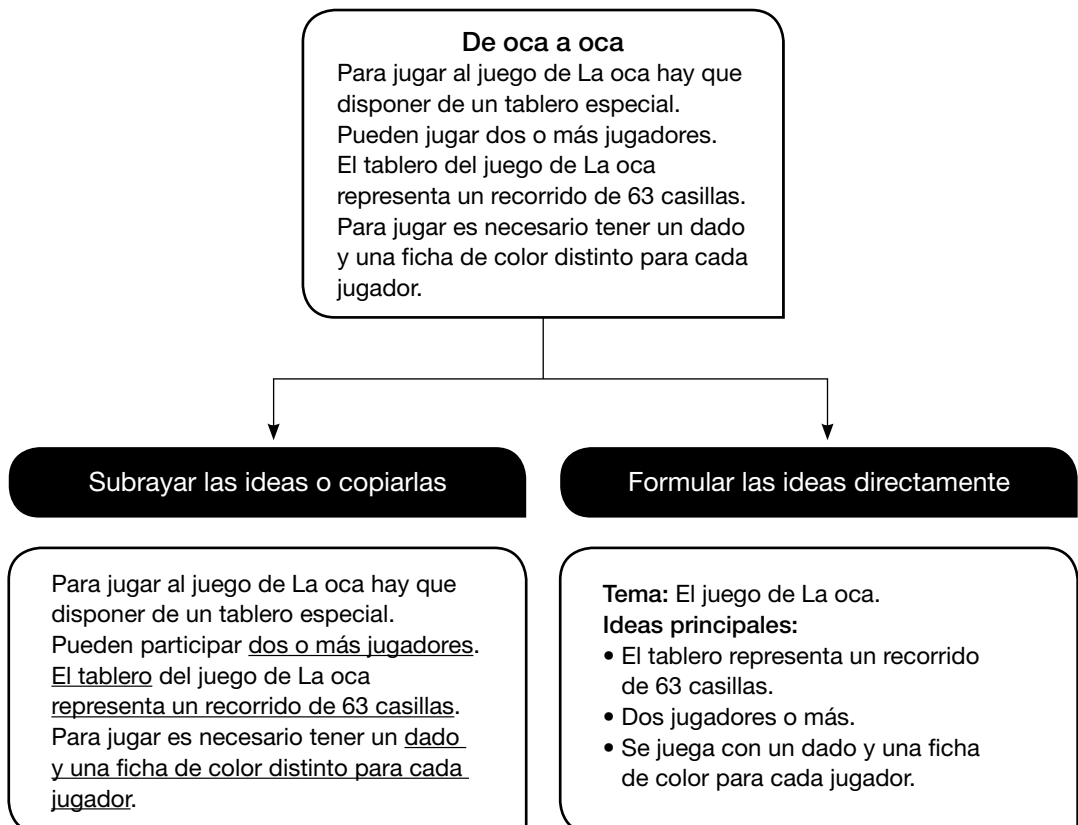 De oca a oca
Para jugar al juego de La oca hay que
disponer de un tablero especial.
Pueden jugar dos o más jugadores.
El tablero del juego de La oca
representa un recorrido de 63 casillas.
Para jugar es necesario tener un dado
y una ficha de color distinto para cada
jugador.
Subrayar las ideas o copiarlas
Para jugar al juego de La oca hay que
disponer de un tablero especial.
Pueden participar dos o más jugadores.
El tablero del juego de La oca
representa un recorrido de 63 casillas.
Para jugar es necesario tener un dado
y una ficha de color distinto para cada
jugador.
Formular las ideas directamente
Tema: El juego de La oca.
Ideas principales:
• El tablero representa un recorrido
de 63 casillas.
• Dos jugadores o más.
• Se juega con un dado y una ficha
de color para cada jugador.